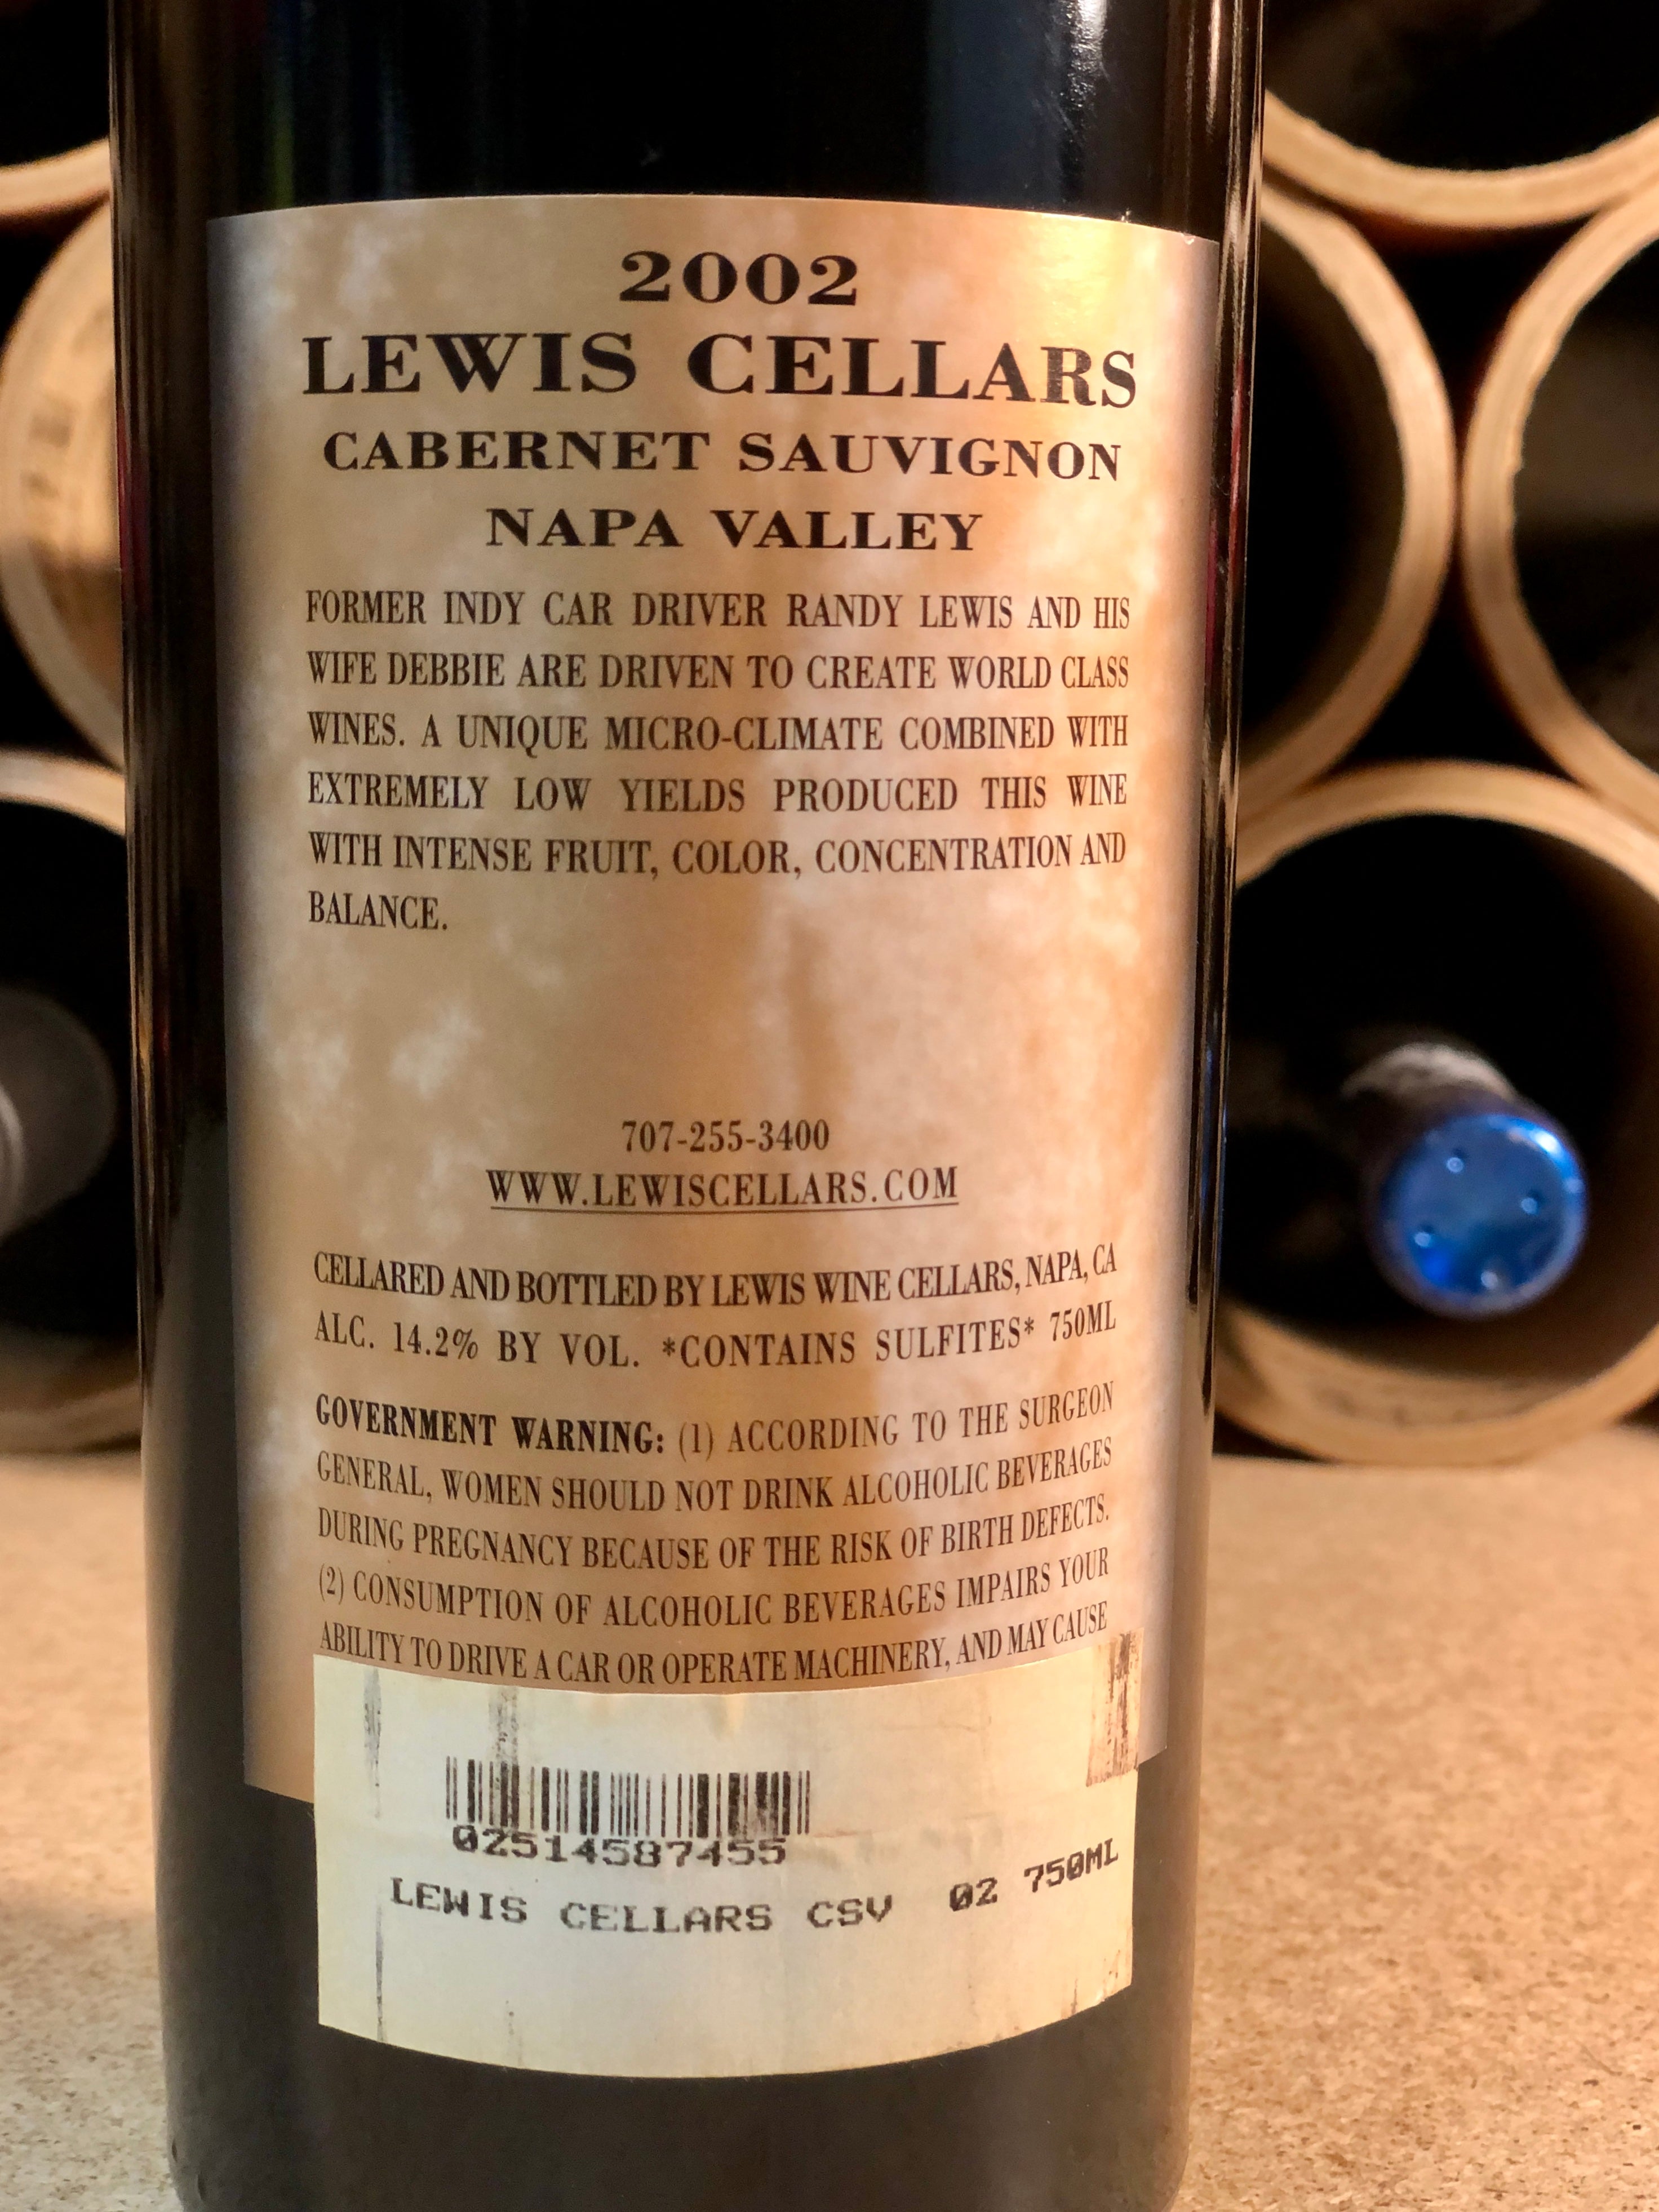 2002
LEWIS CELLARS
CABERNET SAUVIGNON
NAPA VALLEY
FORMER INDY CAR DRIVER RANDY LEWIS AND HIS
WIFE DEBBIE ARE DRIVEN TO CREATE WORLD CLASS
WINES. A UNIQUE MICRO-CLIMATE COMBINED WITH
EXTREMELY LOW YIELDS PRODUCED THIS WINE
WITH INTENSE FRUIT, COLOR, CONCENTRATION AND
BALANCE.
707-255-3400
WWW.LEWISCELLARS.COM
CELLARED AND BOTTLED BY LEWIS WINE CELLARS, NAPA, CA
ALC. 14.2% BY VOL. *CONTAINS SULFITES* 750ML
GOVERNMENT WARNING: (1) ACCORDING TO THE SURGEON
GENERAL, WOMEN SHOULD NOT DRINK ALCOHOLIC BEVERAGES
DURING PREGNANCY BECAUSE OF THE RISK OF BIRTH DEFECTS.
(2) CONSUMPTION OF ALCOHOLIC BEVERAGES IMPAIRS YOUR
ABILITY TO DRIVE A CAR OR OPERATE MACHINERY, AND MAY CAUSE
02514587455
LEWIS CELLARS CSV 02 750ML